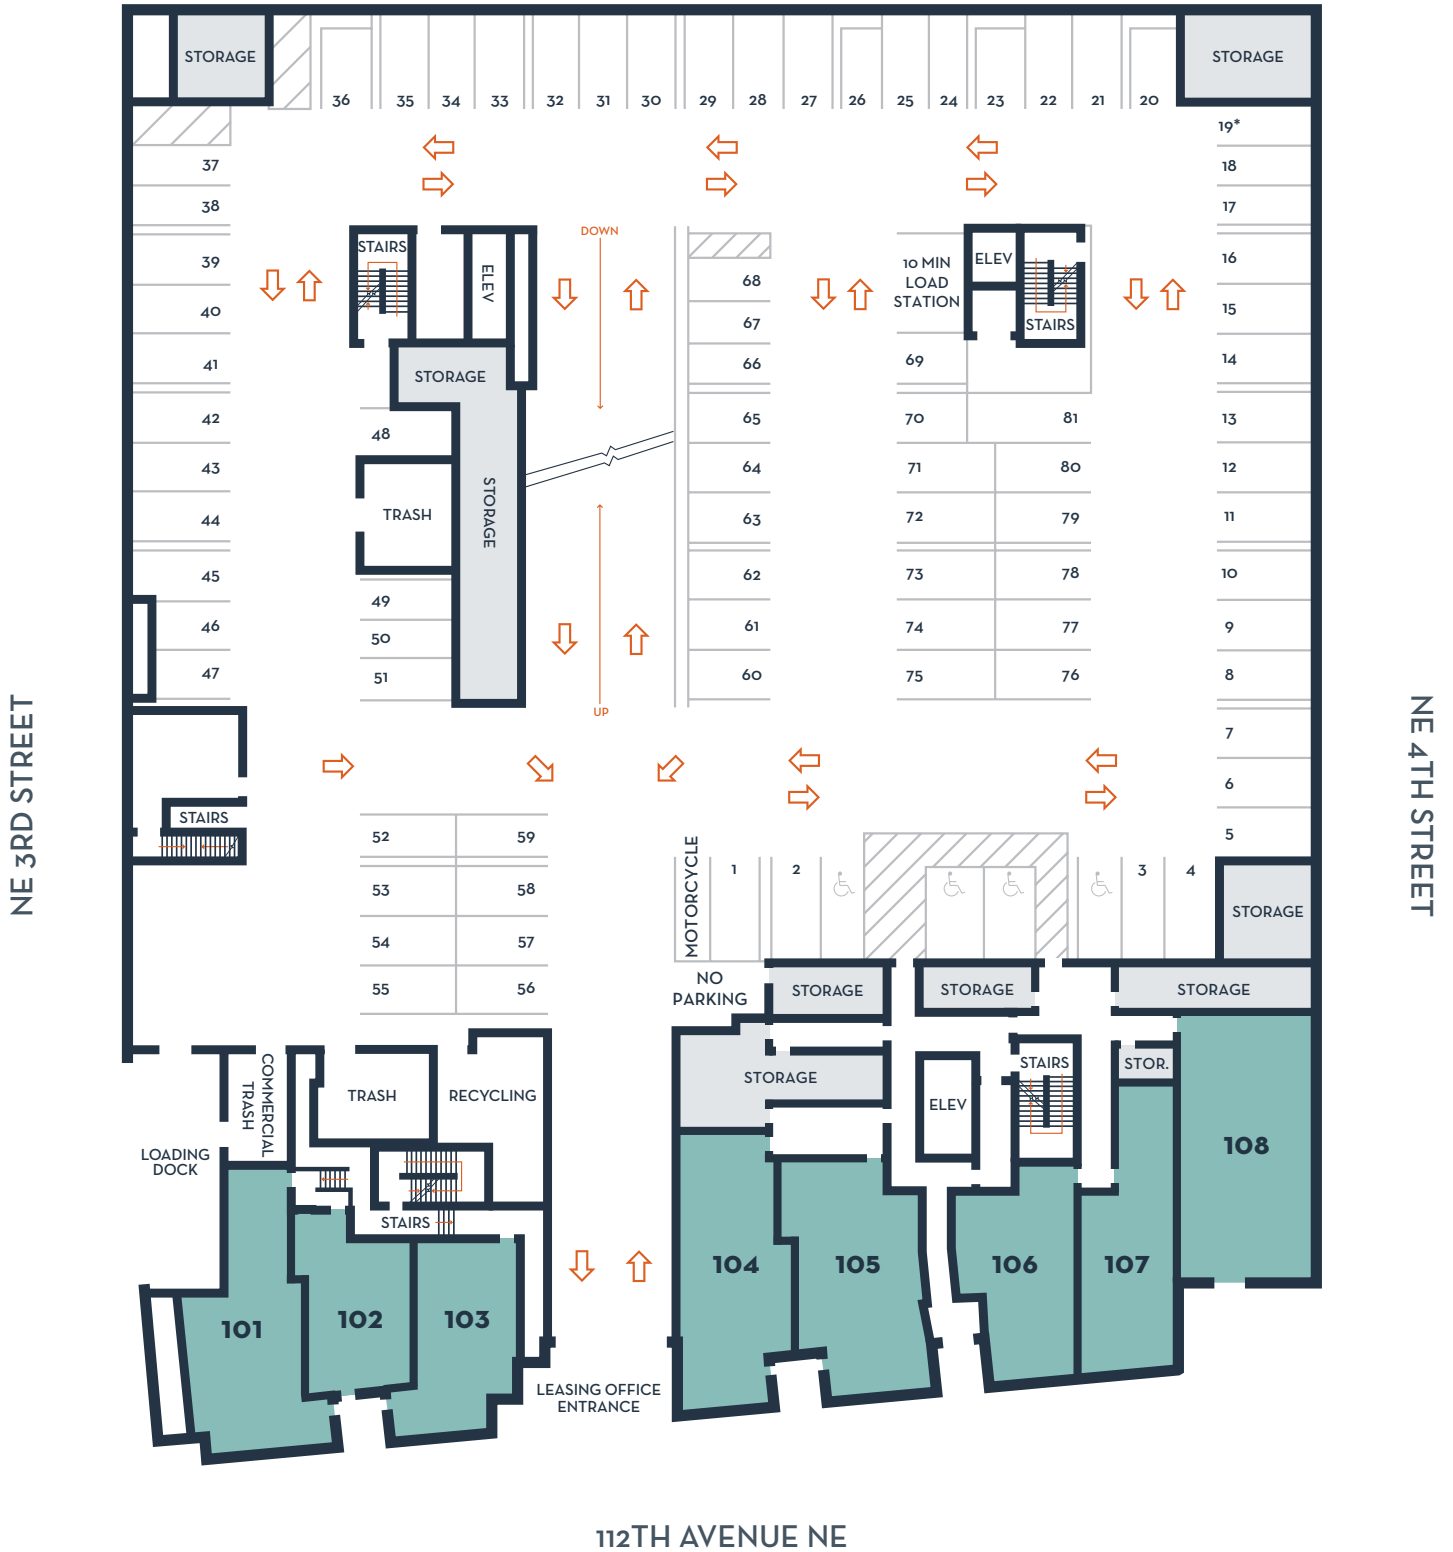 STORAGE
STORAGE
36
35
34
33
32
31
30
29
28
27
26
25
24
23
22
21
20
19*
18
17
16
15
14
13
12
11
10
9
8
7
6
5
37
38
39
40
41
42
43
44
45
46
47
STAIRS
ELEV
STORAGE
48
TRASH
STORAGE
49
50
51
DOWN
UP
68
67
66
65
64
63
62
61
60
10 MIN
LOAD
STATION
ELEV
STAIRS
69
70
71
72
73
74
75
81
80
79
78
77
76
NE 3RD STREET
NE 4TH STREET
STAIRS
52
59
53
58
54
57
55
56
MOTORCYCLE
1
2
3
4
STORAGE
NO
PARKING
STORAGE
STORAGE
STORAGE
STORAGE
STAIRS
STOR.
ELEV
COMMERCIAL
TRASH
TRASH
RECYCLING
LOADING
DOCK
STAIRS
101
102
103
104
105
106
107
108
LEASING OFFICE
ENTRANCE
112TH AVENUE NE